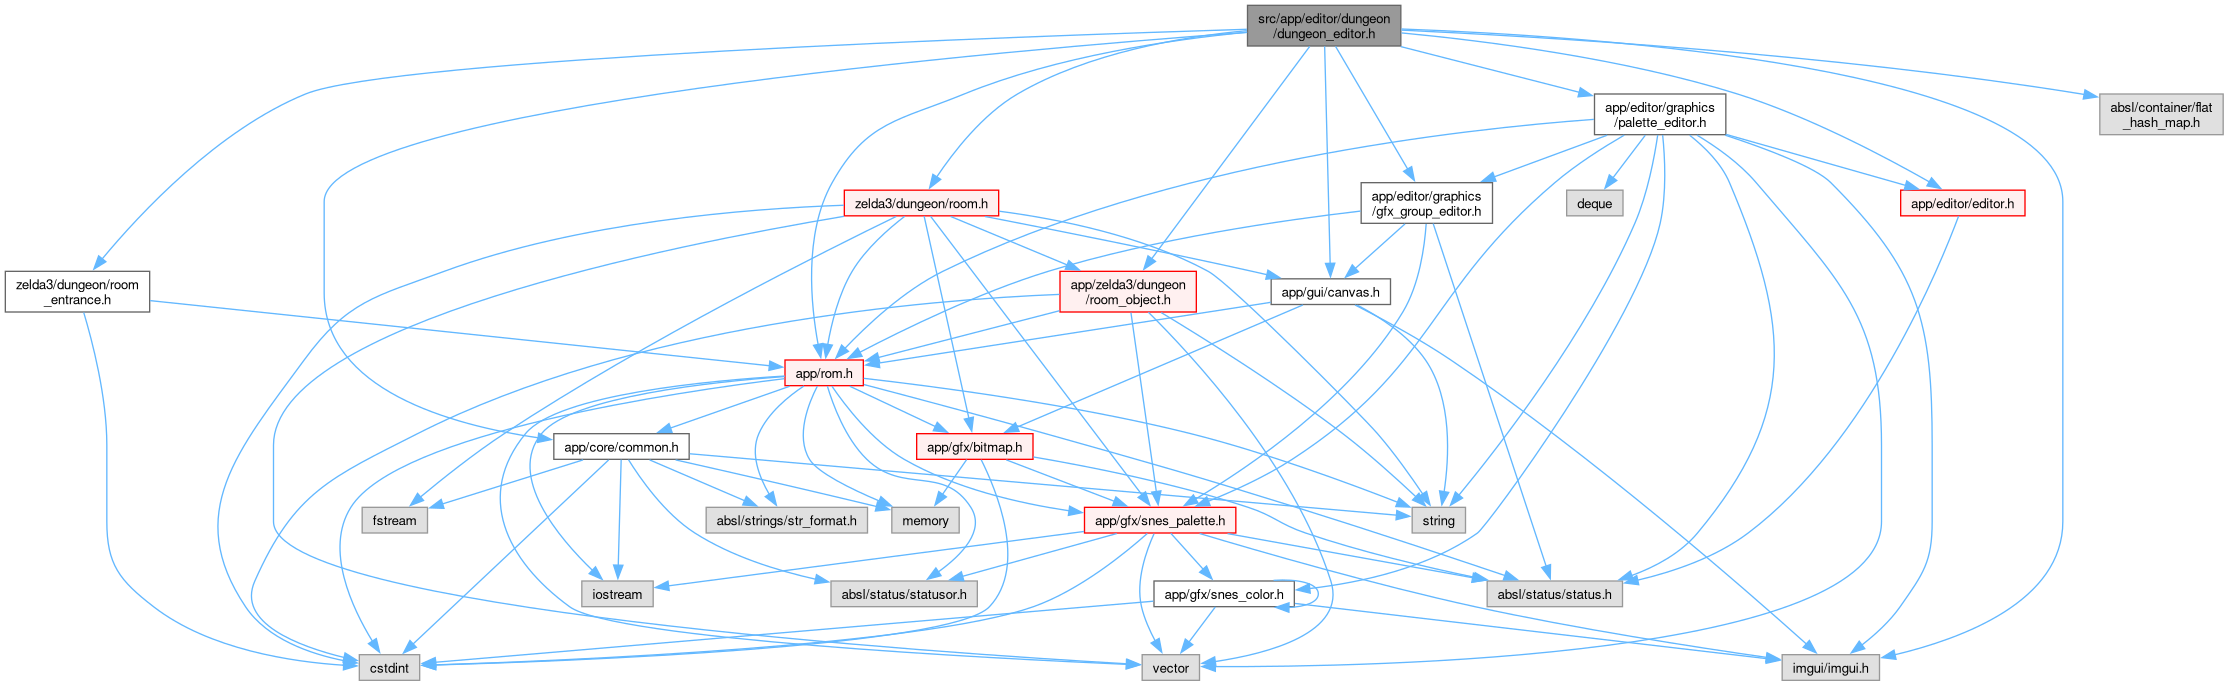 src/app/editor/dungeon
/dungeon_editor.h
app/editor/graphics
/palette_editor.h
absl/container/flat
_hash_map.h
zelda3/dungeon/room.h
app/editor/graphics
/gfx_group_editor.h
deque
app/editor/editor.h
zelda3/dungeon/room
_entrance.h
app/zelda3/dungeon
/room_object.h
app/gui/canvas.h
app/rom.h
app/core/common.h
app/gfx/bitmap.h
fstream
absl/strings/str_format.h
memory
app/gfx/snes_palette.h
string
iostream
absl/status/statusor.h
app/gfx/snes_color.h
absl/status/status.h
cstdint
vector
imgui/imgui.h